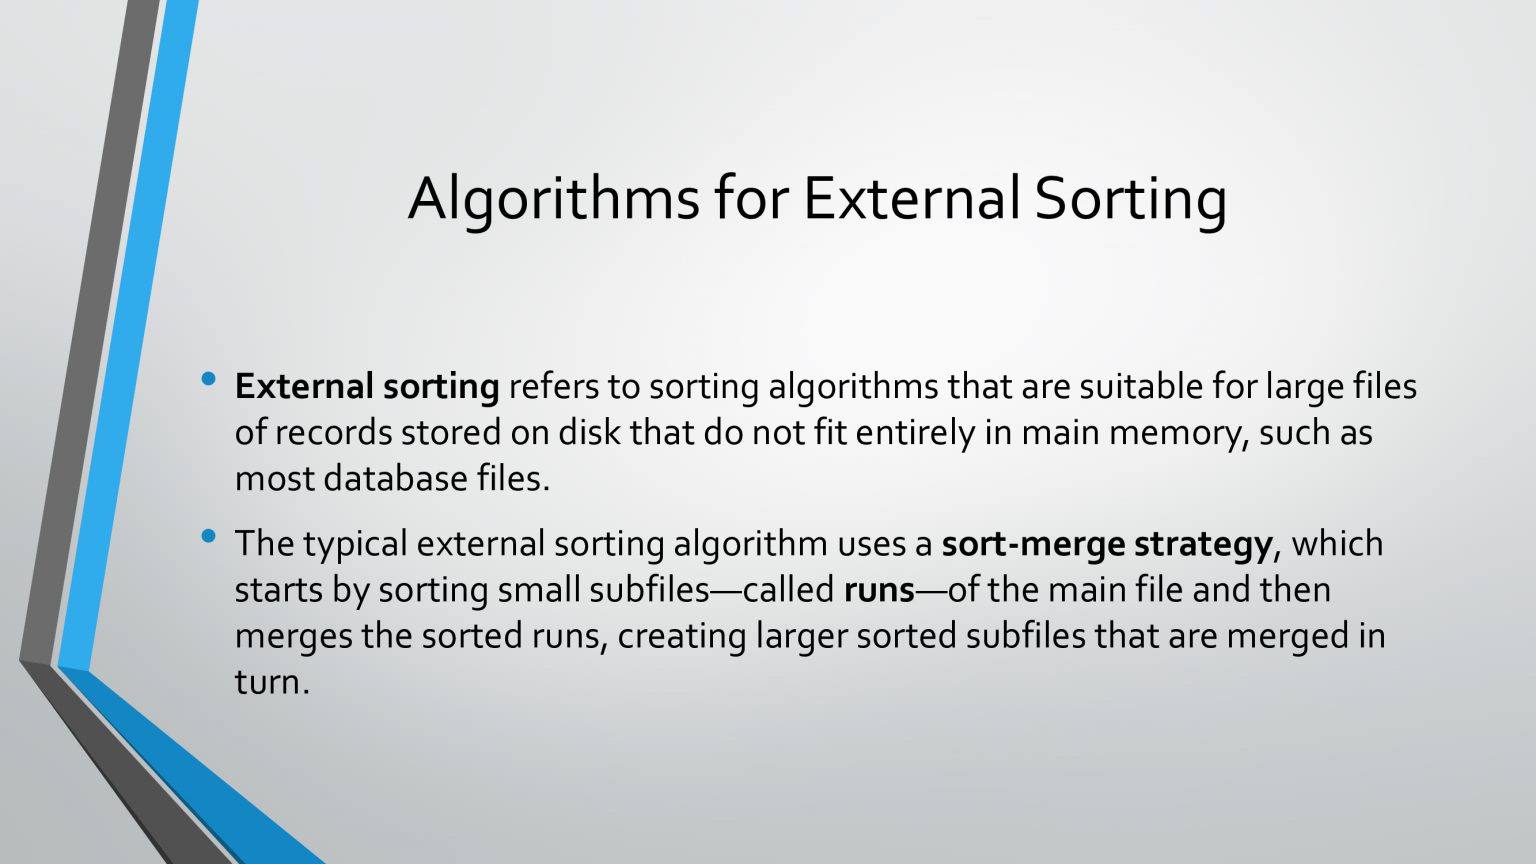 Algorithms for External Sorting
• External sorting refers to sorting algorithms that are suitable for large files
of records stored on disk that do not fit entirely in main memory, such as
most database files.
• The typical external sorting algorithm uses a sort-merge strategy, which
starts by sorting small subfiles—called runs—of the main file and then
merges the sorted runs, creating larger sorted subfiles that are merged in
turn.